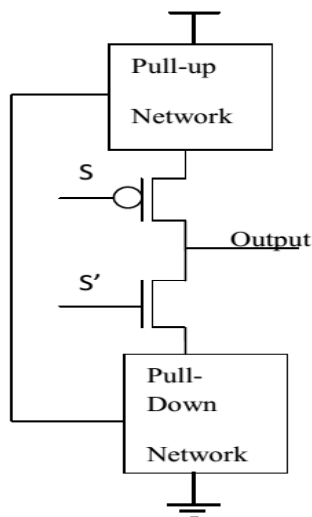 Pull-up
Network
S
Output
S'
Pull-
Down
Network